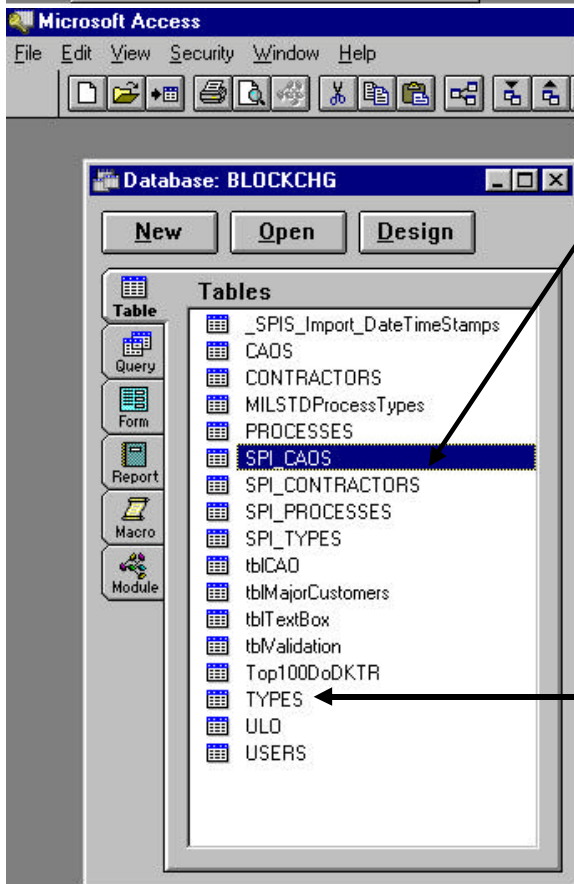 Microsoft Access
File Edit View Security Window Help
Database: BLOCKCHG
New Open Design
Table
Query
Form
Report
Macro
Module
Tables
_SPIS_Import_DateTimeStamps
CAOS
CONTRACTORS
MILSTDProcessTypes
PROCESSES
SPI_CAOS
SPI_CONTRACTORS
SPI_PROCESSES
SPI_TYPES
tblCAO
tblMajorCustomers
tblTextBox
tblValidation
Top100DoDKTR
TYPES
ULO
USERS